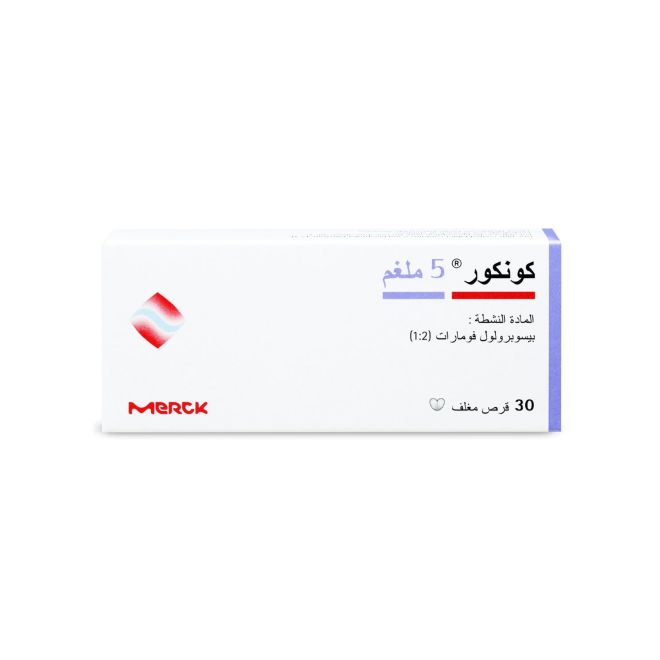 كونكور® 5 ملغم
المادة النشطة :
بيسوبرولول فومارات (1:2)
30 قرص مغلف
MERCK